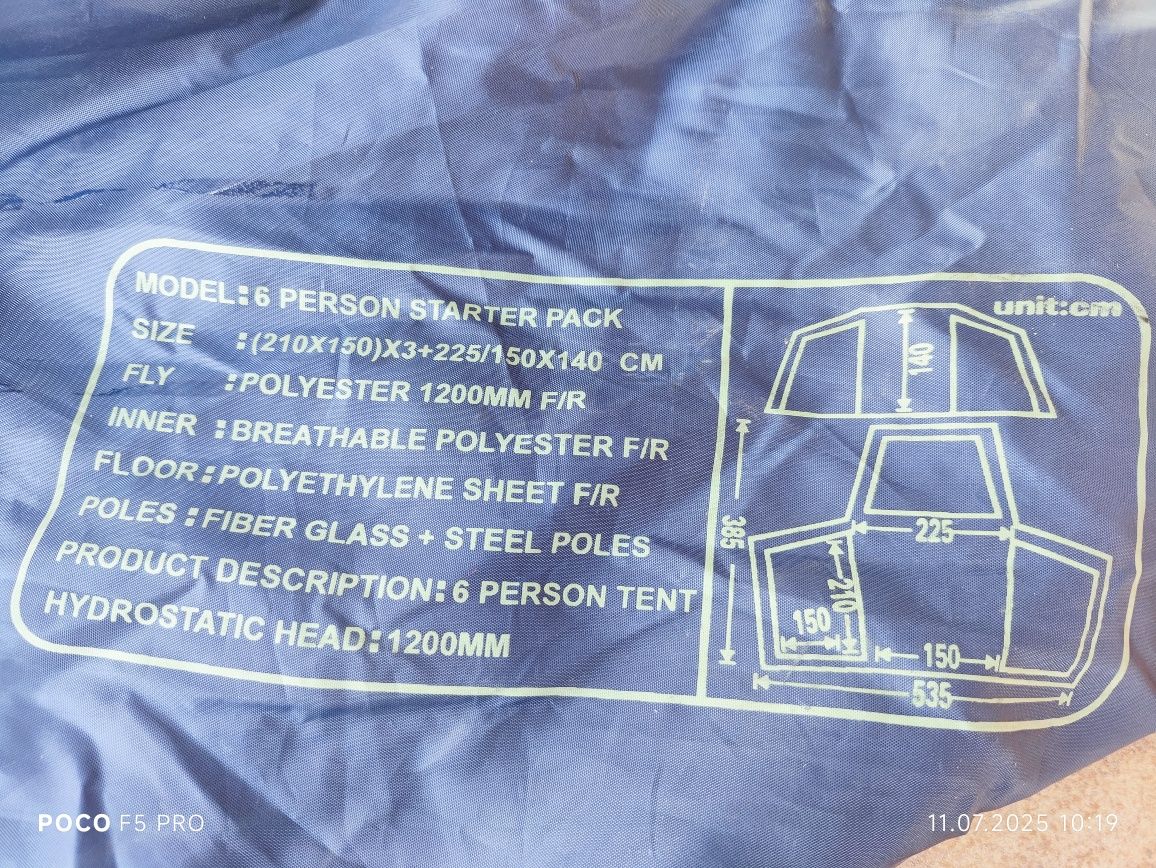 MODEL:6 PERSON STARTER PACK
SIZE :(210X150)X3+225/150X140 CM
FLY :POLYESTER 1200MM F/R
INNER :BREATHABLE POLYESTER F/R
FLOOR:POLYETHYLENE SHEET F/R
POLES :FIBER GLASS + STEEL POLES
PRODUCT DESCRIPTION:6 PERSON TENT
HYDROSTATIC HEAD:1200MM
unit:cm
140
385
225
210
150
150
535
POCO F5 PRO
11.07.2025 10:19